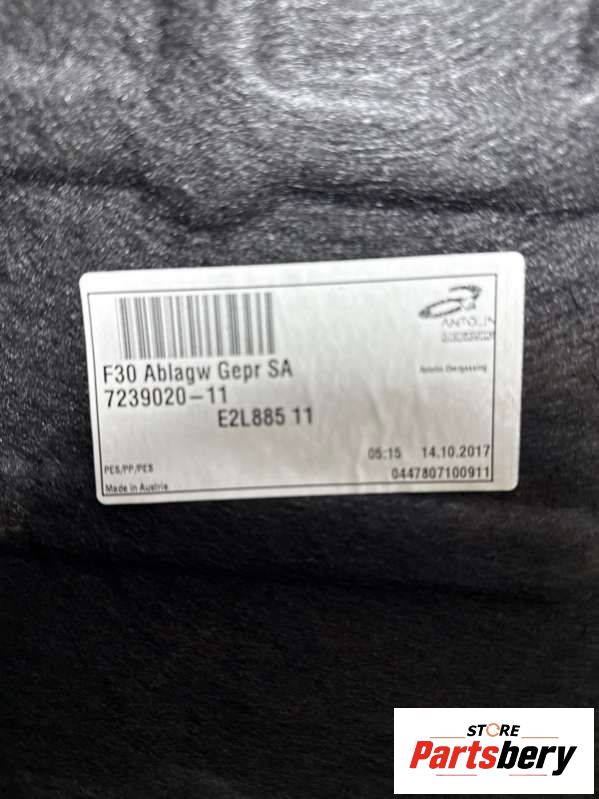 ANTOLIN
F30 Ablagw Gepr SA
7239020-11
E2L885 11
05:15 14.10.2017
PES/PP/PES
0447807100911
Made in Austria
STORE
Partsbery